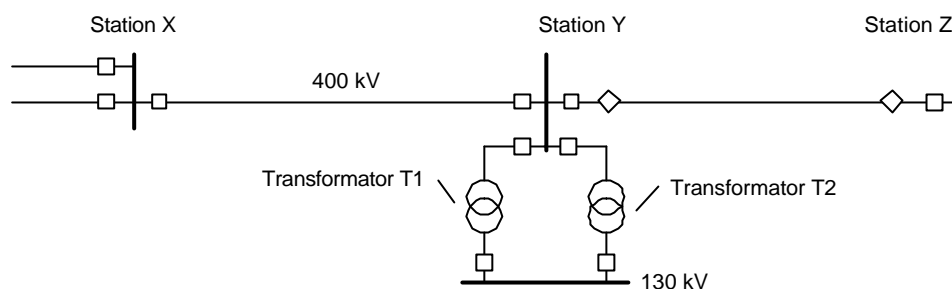 Station X
Station Y
Station Z
400 kV
Transformator T1
Transformator T2
130 kV